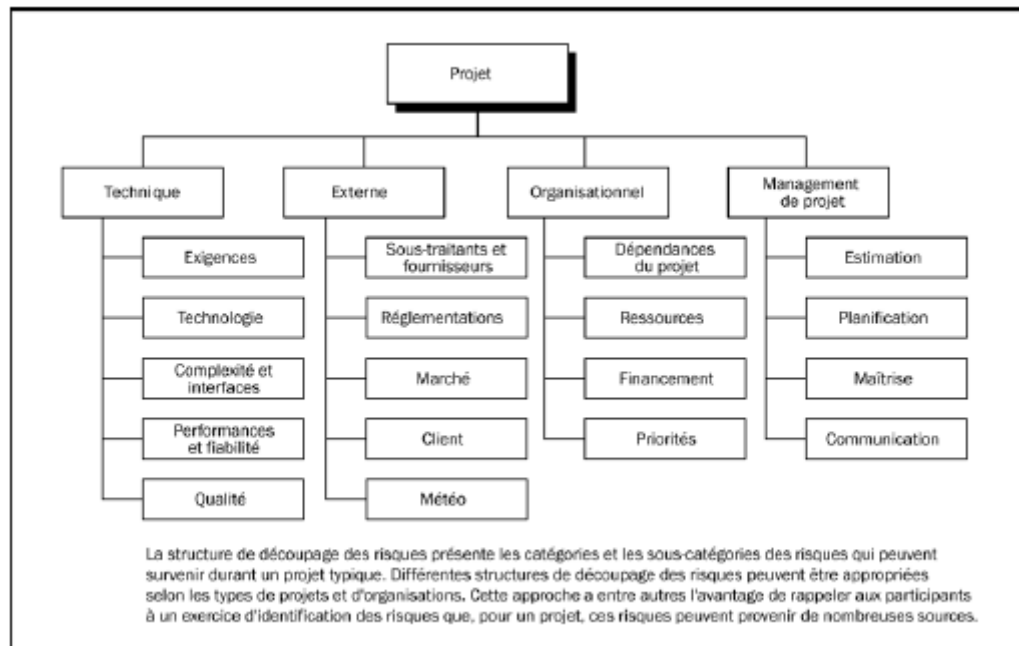 Projet
Technique
Externe
Organisationnel
Management
de projet
Exigences
Technologie
Complexité et
interfaces
Performances
et fiabilité
Qualité
Sous-traitants et
fournisseurs
Réglementations
Marché
Client
Météo
Dépendances
du projet
Ressources
Financement
Priorités
Estimation
Planification
Maîtrise
Communication
La structure de découpage des risques présente les catégories et les sous-catégories des risques qui peuvent
survenir durant un projet typique. Différentes structures de découpage des risques peuvent être appropriées
selon les types de projets et d'organisations. Cette approche a entre autres l'avantage de rappeler aux participants
à un exercice d'identification des risques que, pour un projet, ces risques peuvent provenir de nombreuses sources.